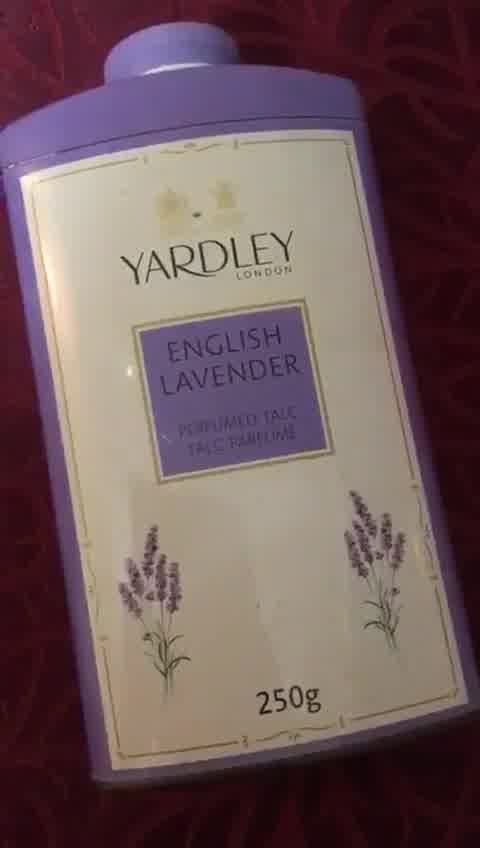 YARDLEY
LONDON
ENGLISH
LAVENDER
PERFUMED TALC
TALC PARFUMÉ
250g